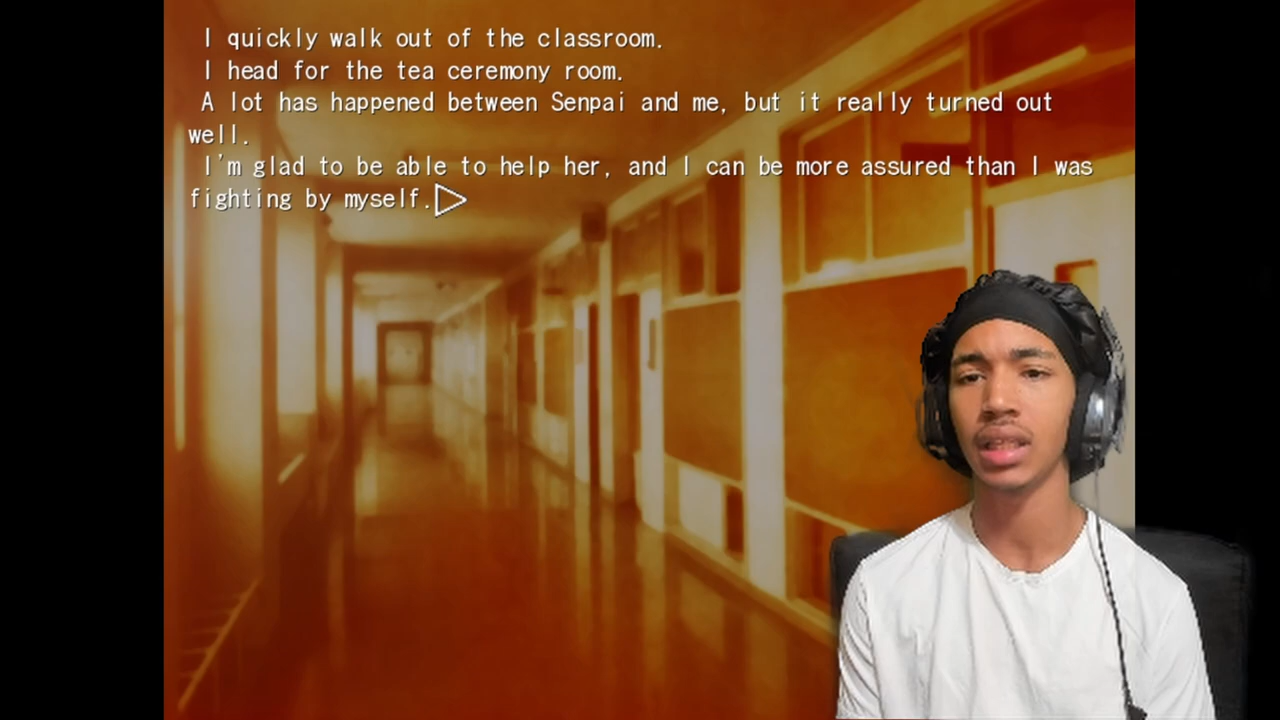 I quickly walk out of the classroom.
I head for the tea ceremony room.
A lot has happened between Senpai and me, but it really turned out
well.
I'm glad to be able to help her, and I can be more assured than I was
fighting by myself.